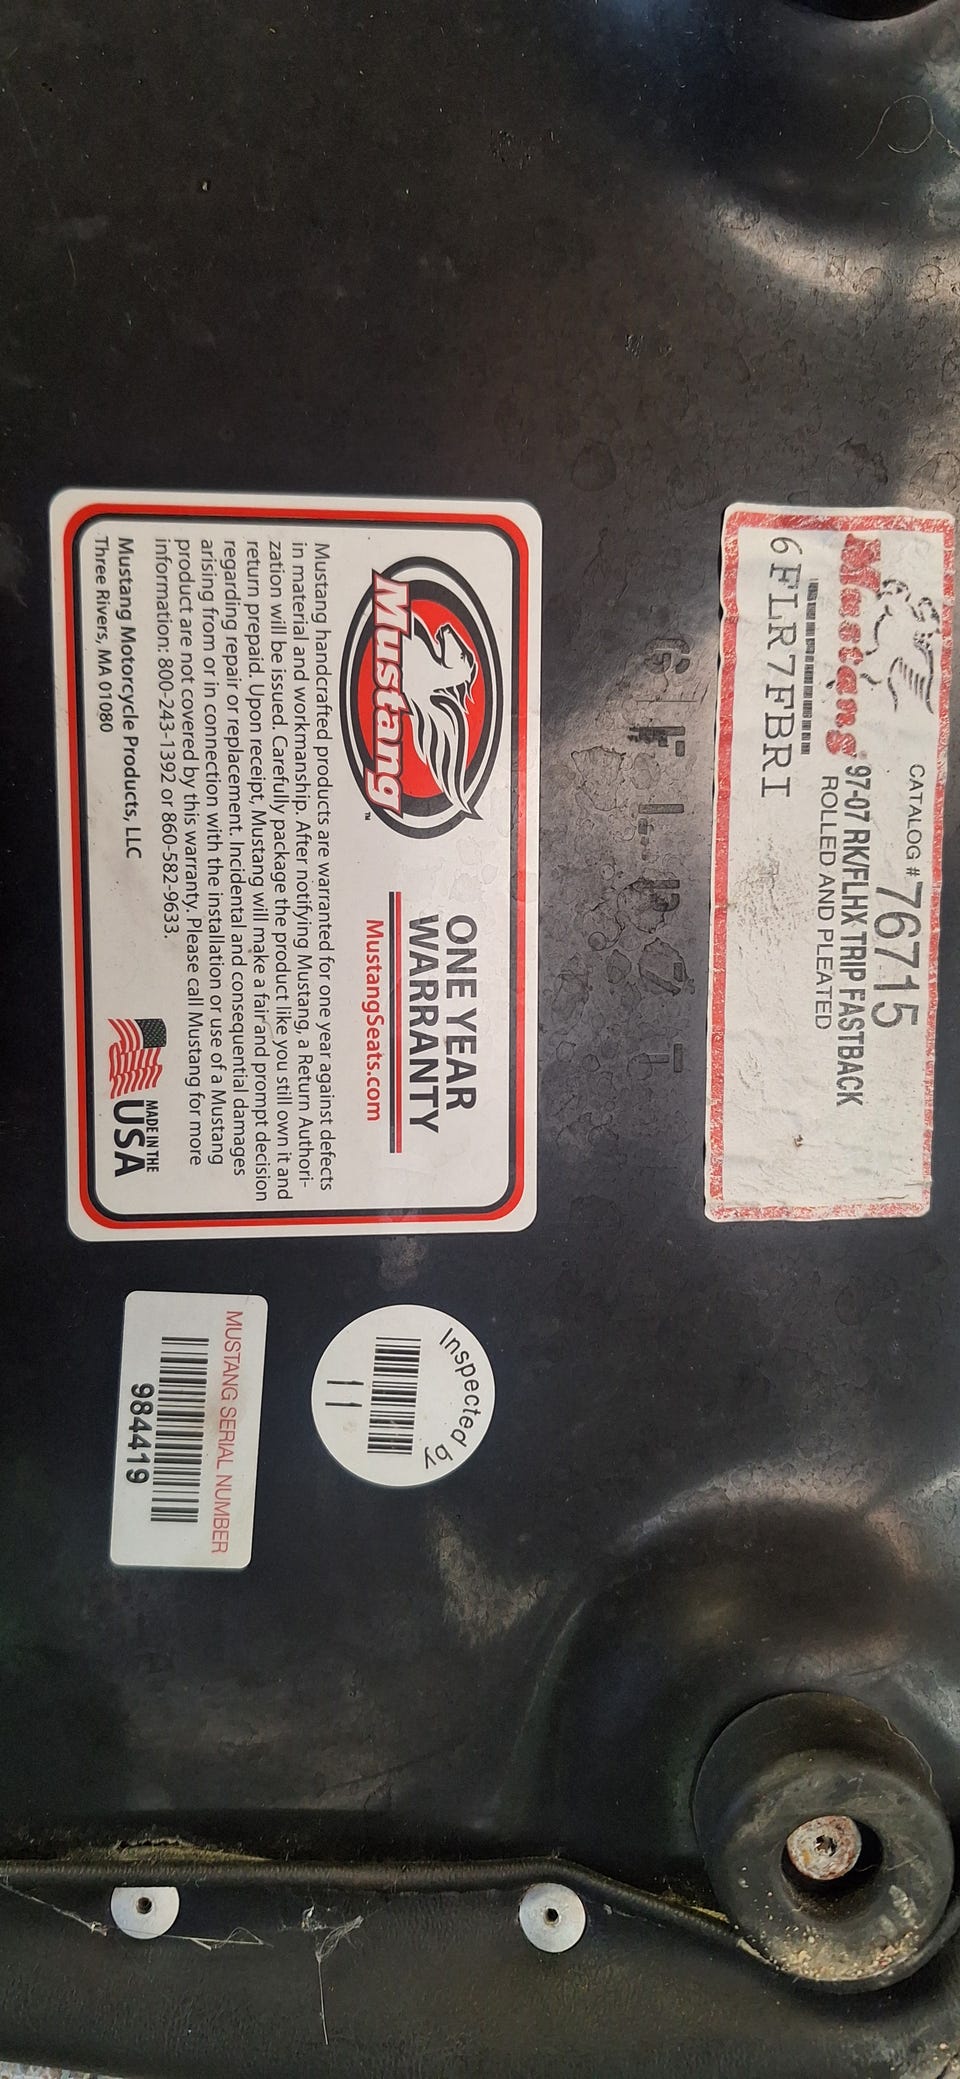 Mustang
CATALOG # 76715
97-07 RK/FLHX TRIP FASTBACK
ROLLED AND PLEATED
6FLR7FBRI
Mustang™
ONE YEAR
WARRANTY
MustangSeats.com
Mustang handcrafted products are warranted for one year against defects
in material and workmanship. After notifying Mustang, a Return Authori-
zation will be issued. Carefully package the product like you still own it and
return prepaid. Upon receipt, Mustang will make a fair and prompt decision
regarding repair or replacement. Incidental and consequential damages
arising from or in connection with the installation or use of a Mustang
product are not covered by this warranty. Please call Mustang for more
information: 800-243-1392 or 860-582-9633.
Mustang Motorcycle Products, LLC
Three Rivers, MA 01080
MADE IN THE
USA
Inspected by
11
MUSTANG SERIAL NUMBER
984419